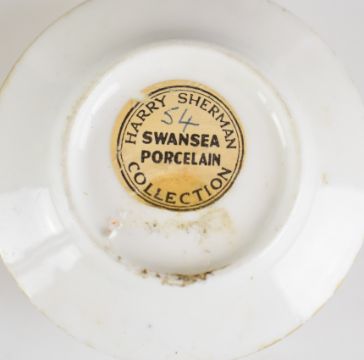 HARRY SHERMAN
54
SWANSEA
PORCELAIN
COLLECTION